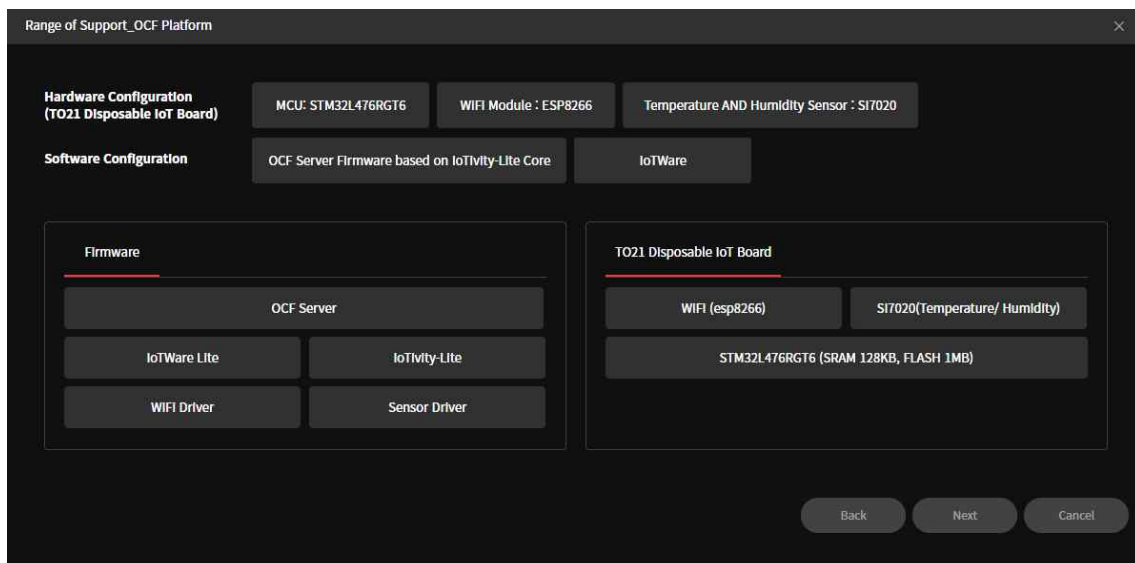 Range of Support_OCF Platform
Hardware Configuration
(TO21 Disposable IoT Board)
MCU: STM32L476RGT6
WIFI Module : ESP8266
Temperature AND Humidity Sensor : SI7020
Software Configuration
OCF Server Firmware based on IoTivity-Lite Core
IoTWare
Firmware
OCF Server
IoTWare Lite
IoTivity-Lite
WIFI Driver
Sensor Driver
TO21 Disposable IoT Board
WIFI (esp8266)
SI7020(Temperature/ Humidity)
STM32L476RGT6 (SRAM 128KB, FLASH 1MB)
Back
Next
Cancel